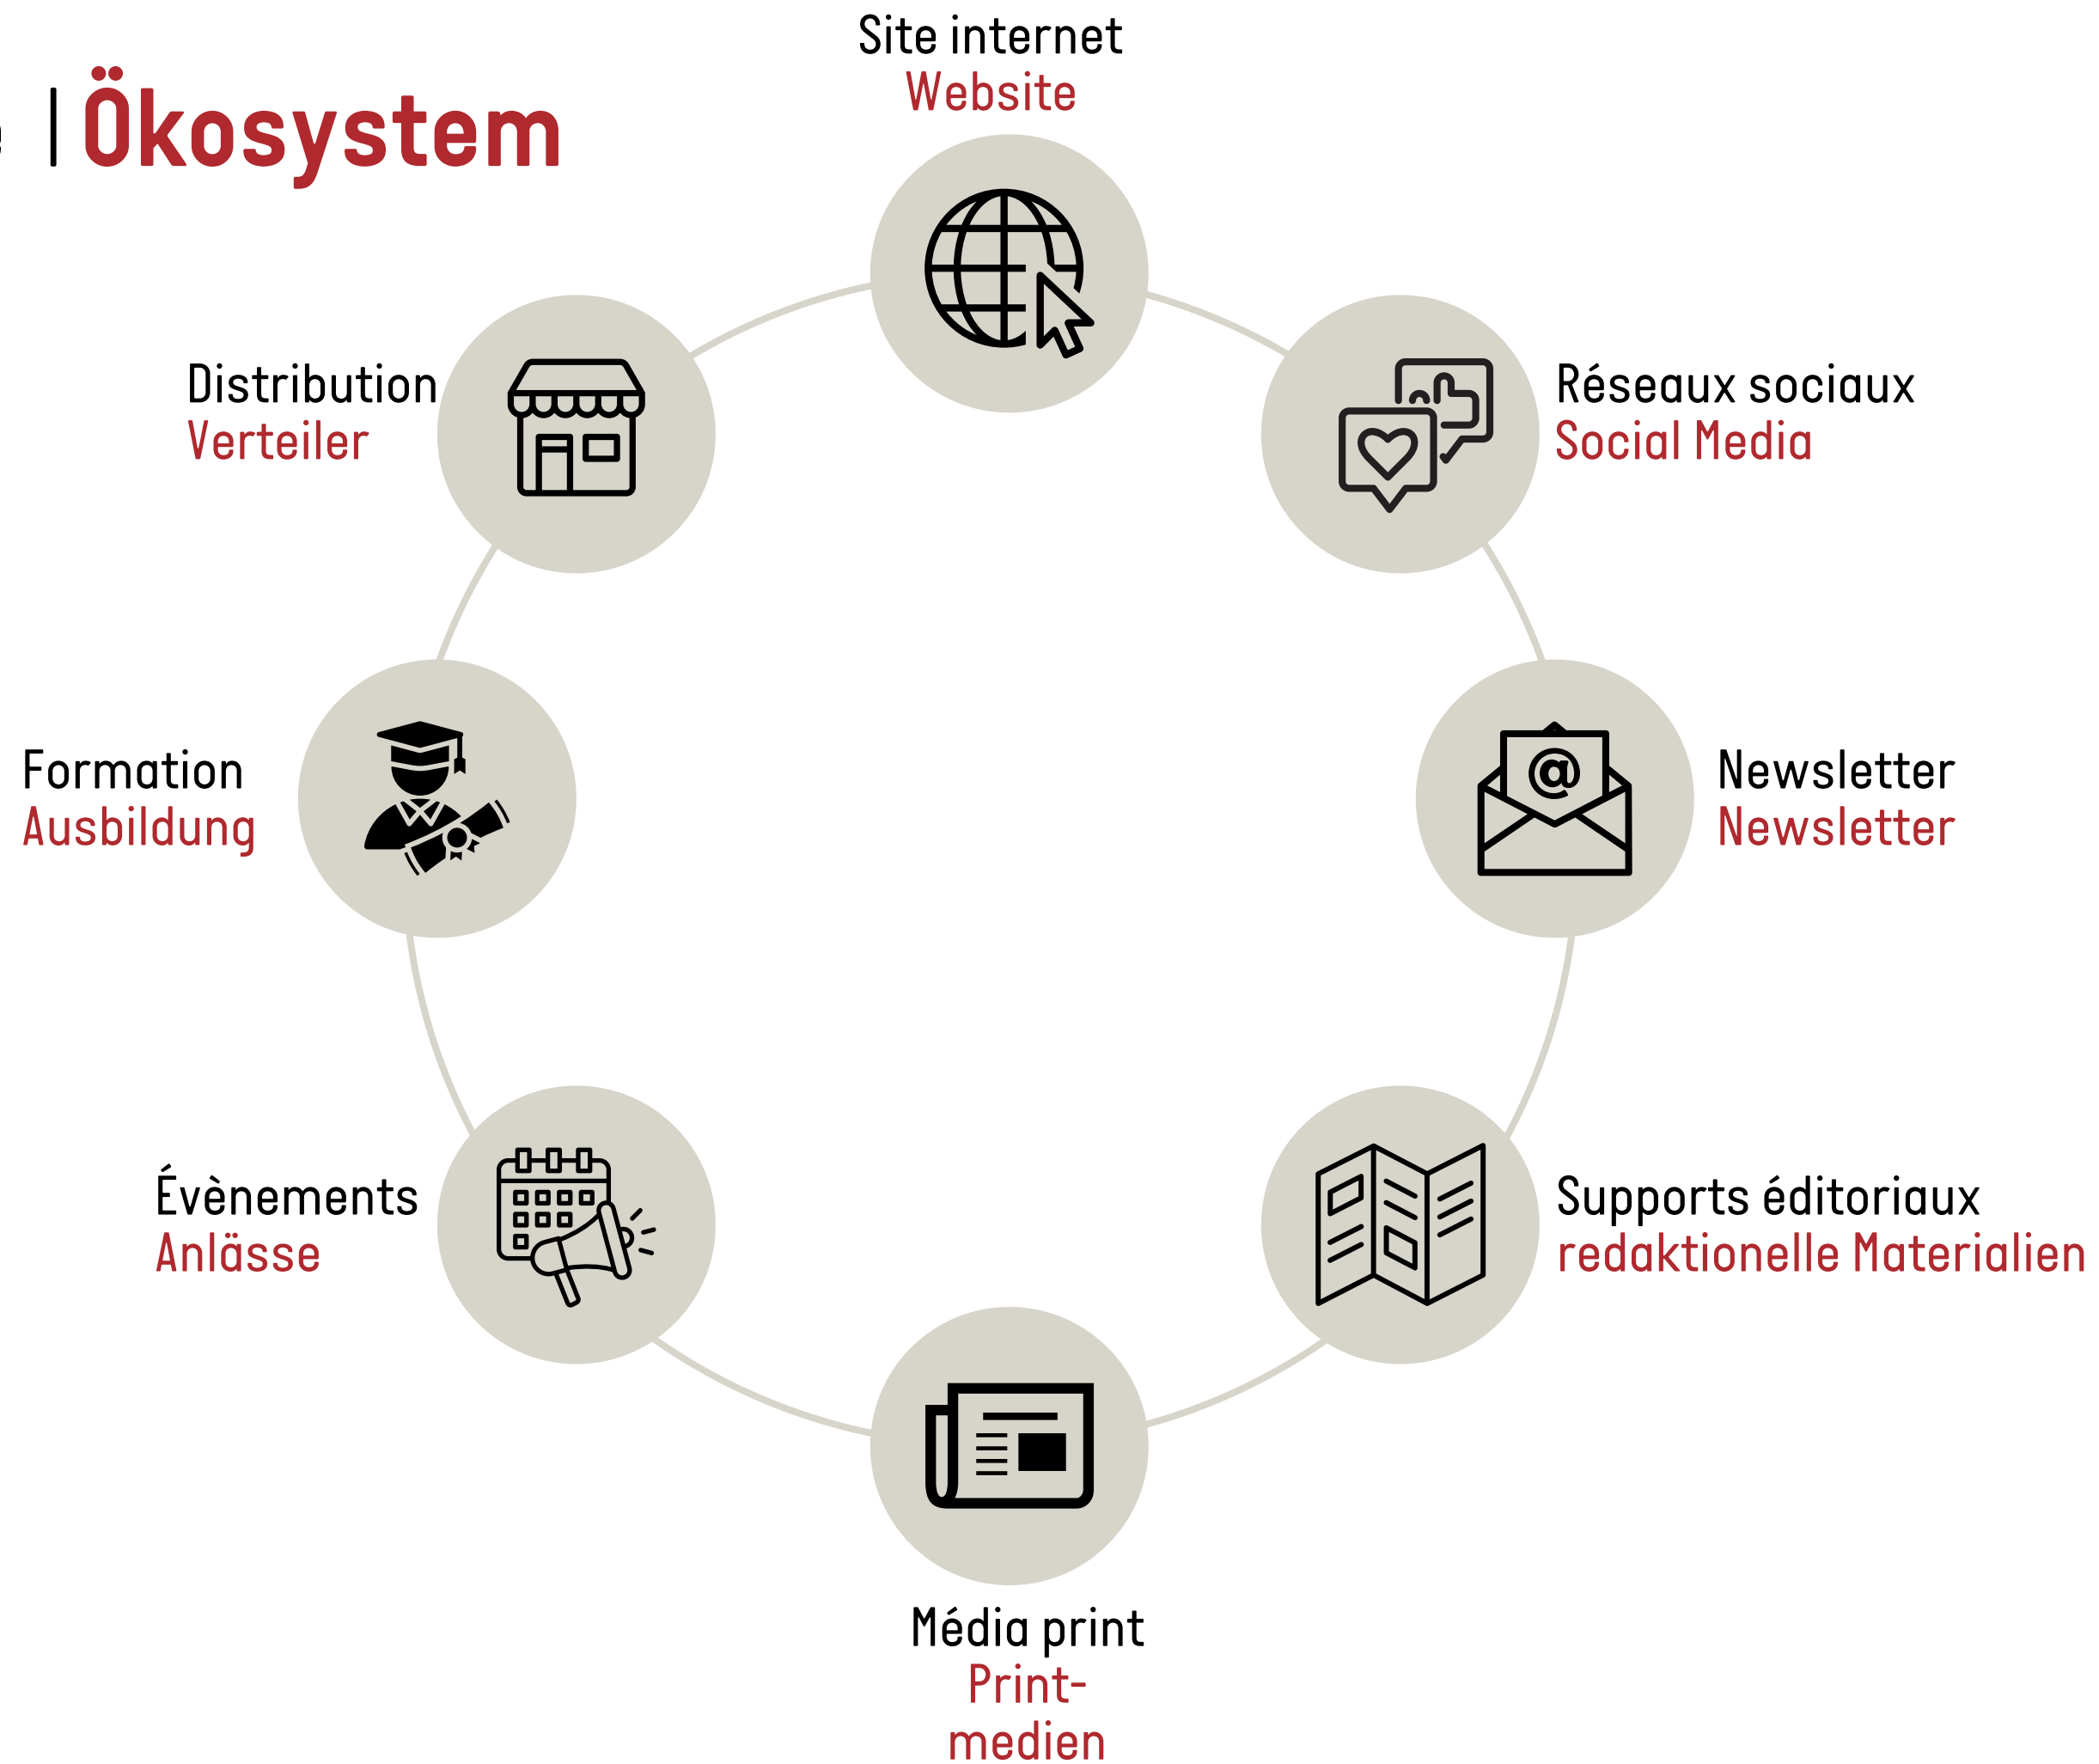 | Ökosystem
Site internet
Website
Distribution
Verteiler
Réseaux sociaux
Social Media
Formation
Ausbildung
Newsletter
Newsletter
Évènements
Anlässe
Supports éditoriaux
redaktionelle Materialien
Média print
Print-
medien
@